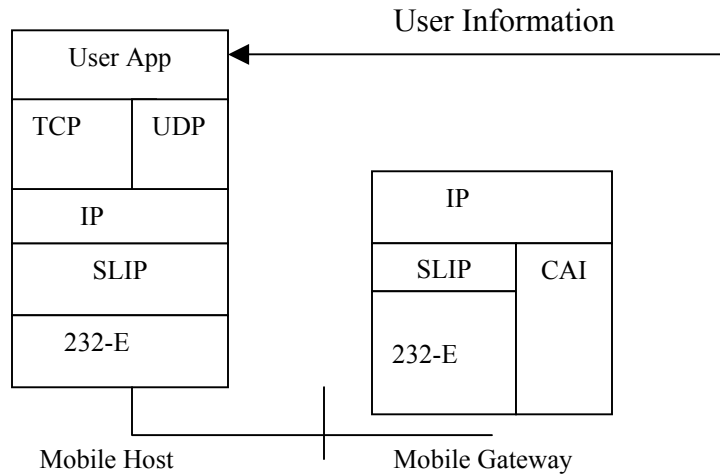 User Information
User App
TCP UDP
IP
SLIP
232-E
IP
SLIP CAI
232-E
Mobile Host Mobile Gateway